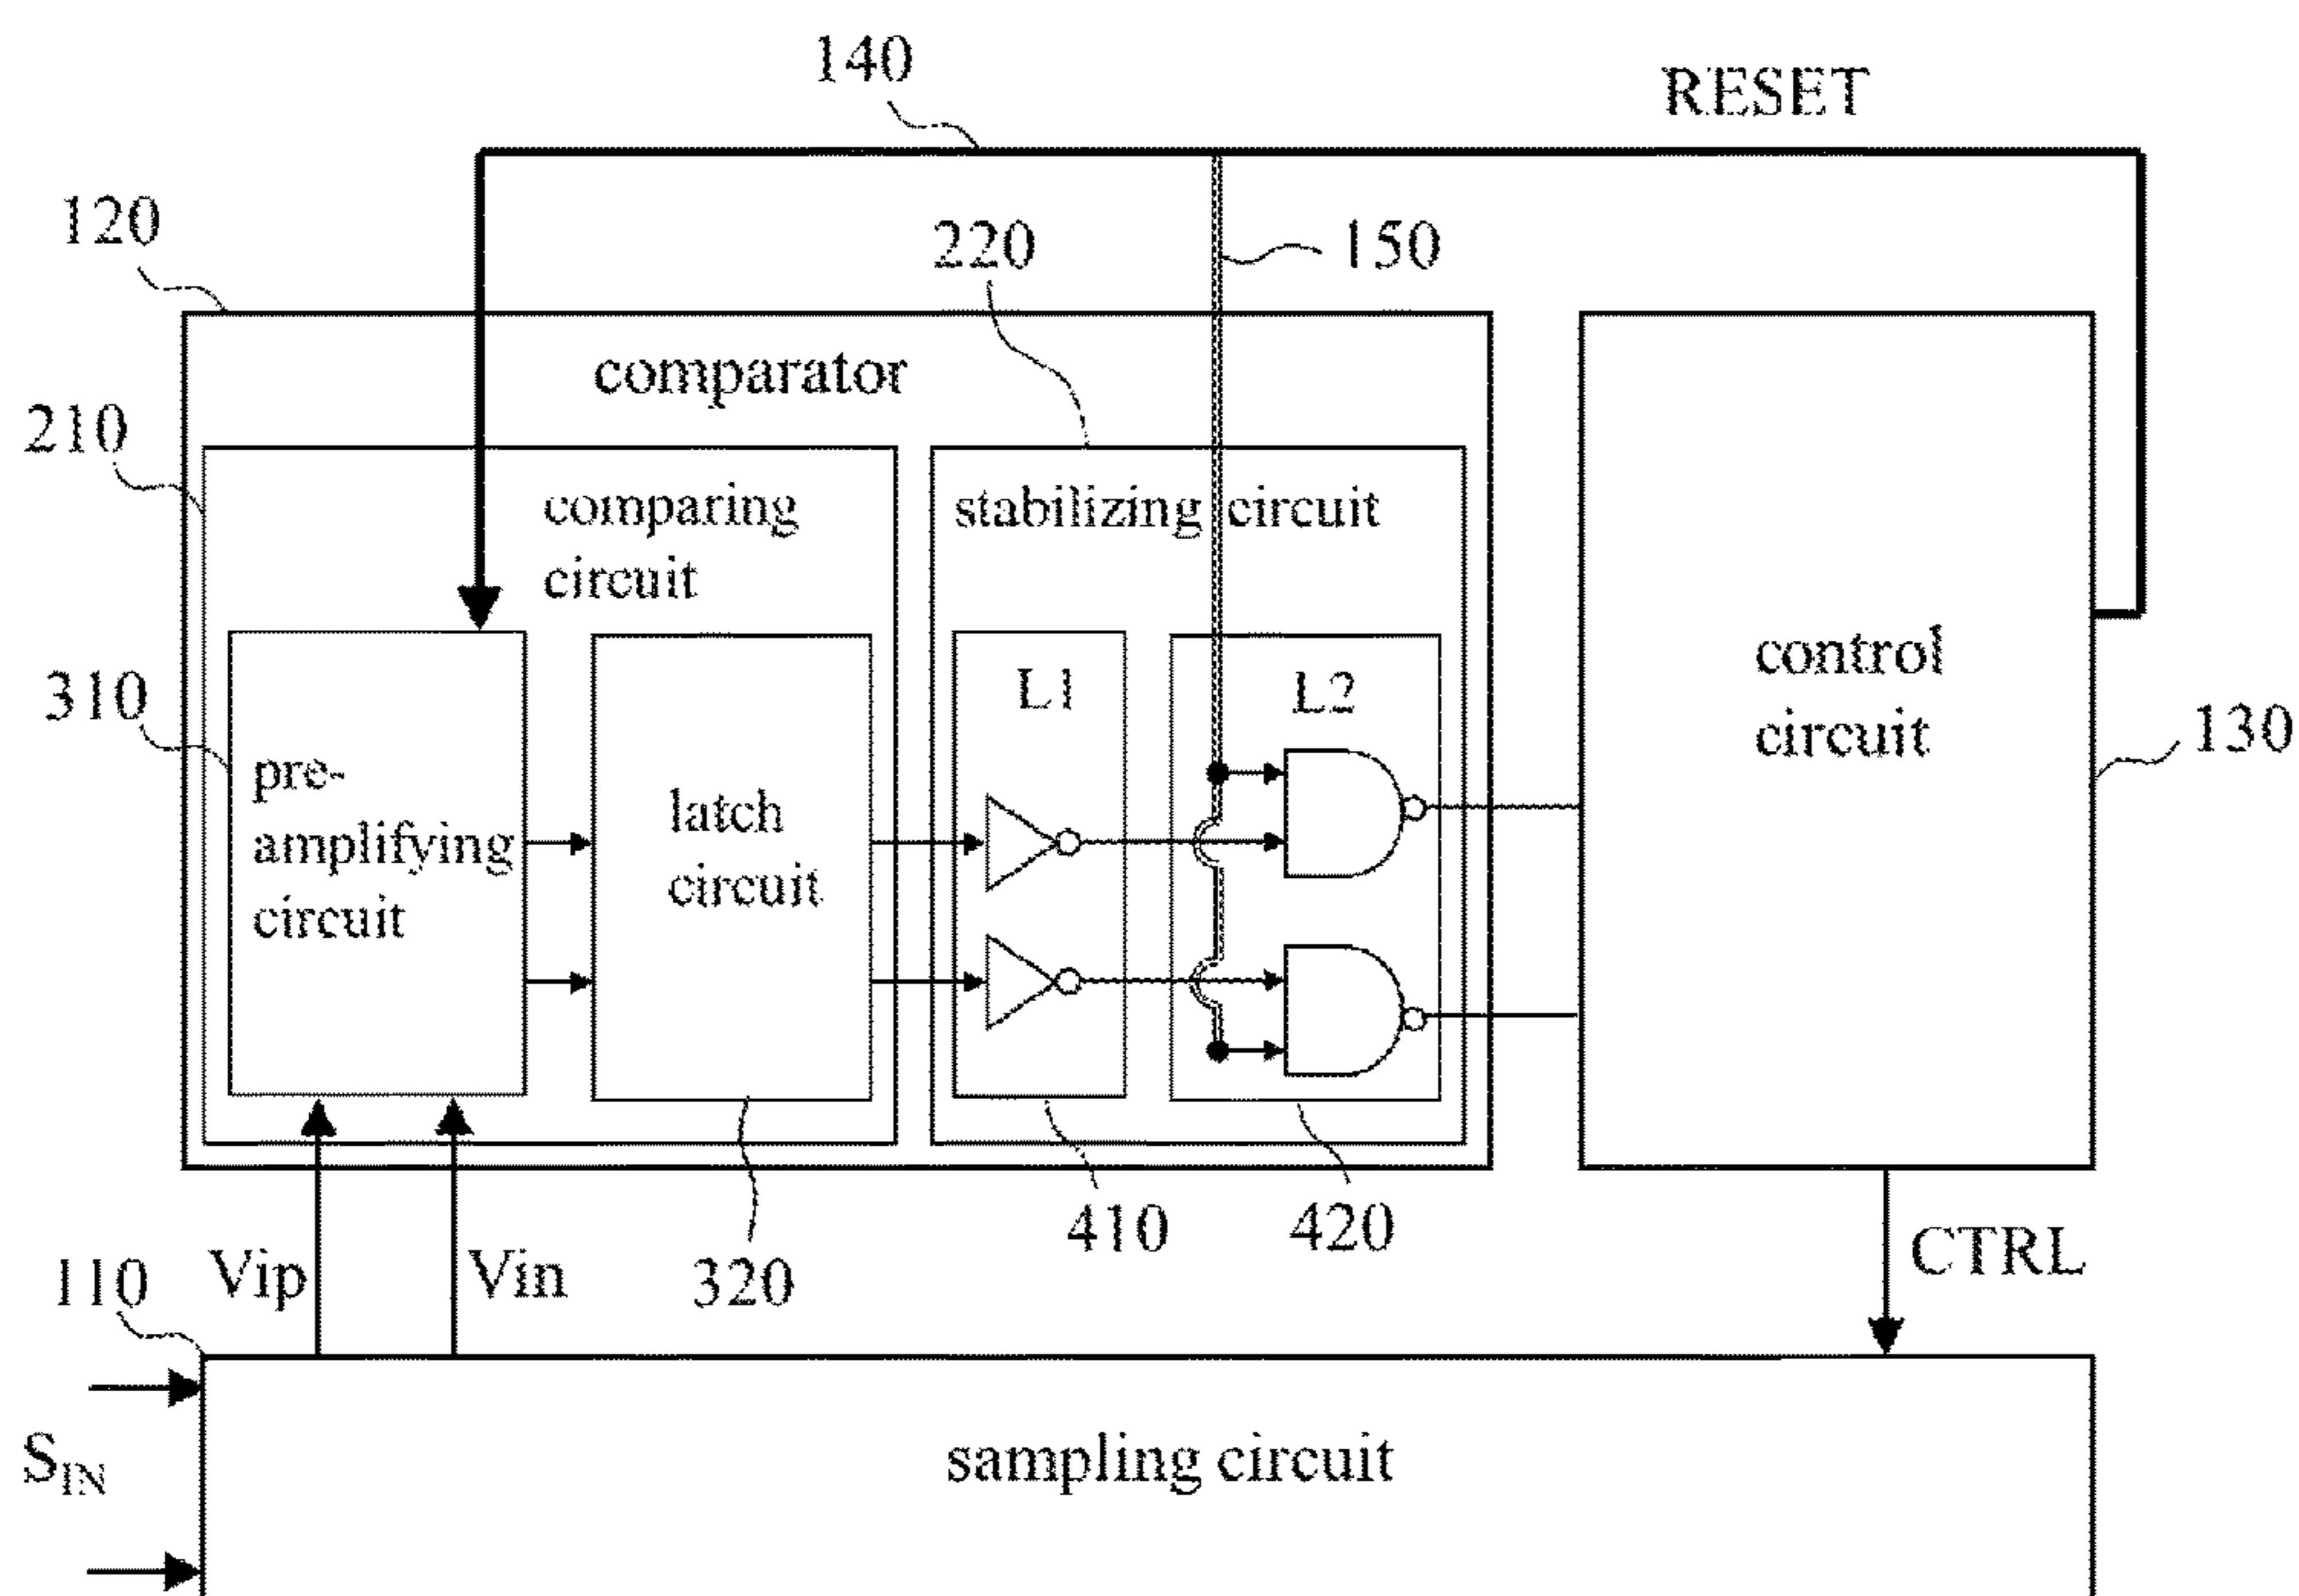 140
RESET
120
220
150
comparator
210
comparing
circuit
stabilizing circuit
310
pre-
amplifying
circuit
latch
circuit
L1
L2
control
circuit
130
410
420
320
110
Vip
Vin
CTRL
SIN
sampling circuit